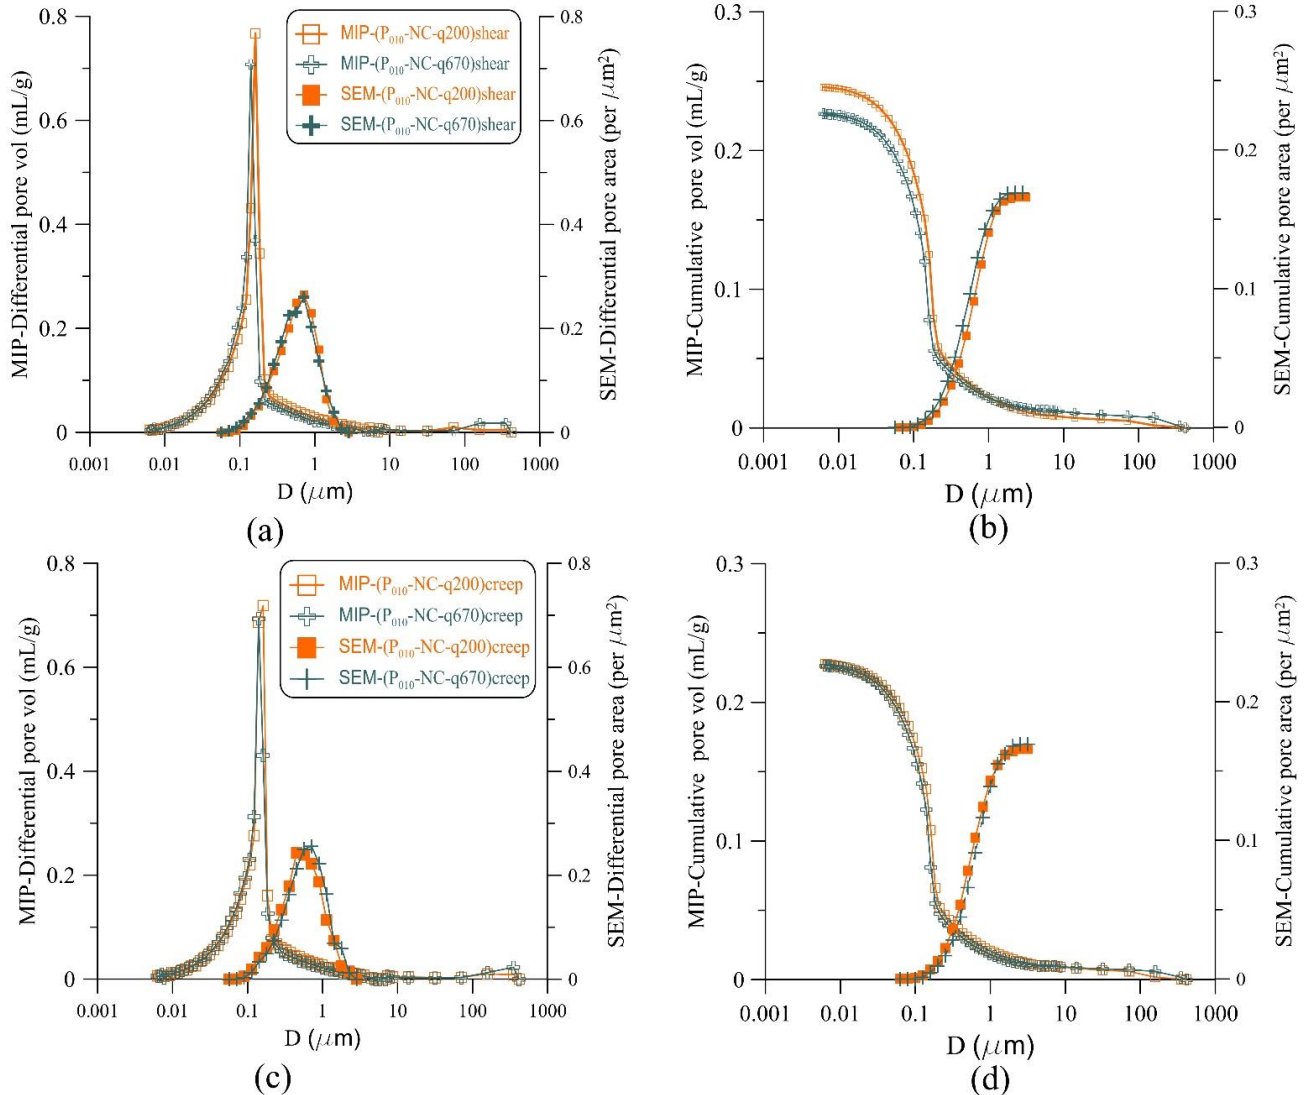 MIP-Differential pore vol (mL/g)
0.8
0.6
0.4
0.2
0
MIP-(P₀₁₀-NC-q200)shear
MIP-(P₀₁₀-NC-q670)shear
SEM-(P₀₁₀-NC-q200)shear
SEM-(P₀₁₀-NC-q670)shear
0.8
0.6
0.4
0.2
0
SEM-Differential pore area (per μm²)
0.001 0.01 0.1 1 10 100 1000
D (μm)
(a)
MIP-Cumulative pore vol (mL/g)
0.3
0.2
0.1
0
0.3
0.2
0.1
0
SEM-Cumulative pore area (per μm²)
0.001 0.01 0.1 1 10 100 1000
D (μm)
(b)
MIP-Differential pore vol (mL/g)
0.8
0.6
0.4
0.2
0
MIP-(P₀₁₀-NC-q200)creep
MIP-(P₀₁₀-NC-q670)creep
SEM-(P₀₁₀-NC-q200)creep
SEM-(P₀₁₀-NC-q670)creep
0.8
0.6
0.4
0.2
0
SEM-Differential pore area (per μm²)
0.001 0.01 0.1 1 10 100 1000
D (μm)
(c)
MIP-Cumulative pore vol (mL/g)
0.3
0.2
0.1
0
0.3
0.2
0.1
0
SEM-Cumulative pore area (per μm²)
0.001 0.01 0.1 1 10 100 1000
D (μm)
(d)